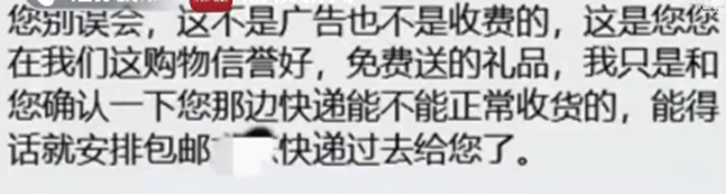 您别误会，这不是广告也不是收费的，这是您您
在我们这购物信誉好，免费送的礼品，我只是和
您确认一下您那边快递能不能正常收货的，能得
话就安排包邮快递过去给您了。